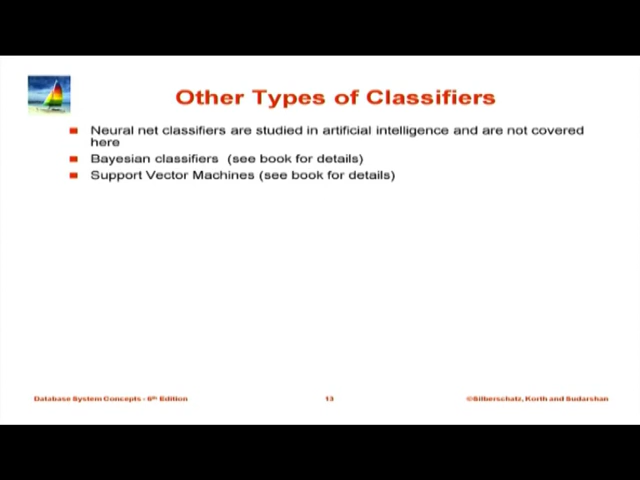 Other Types of Classifiers
Neural net classifiers are studied in artificial intelligence and are not covered
here
Bayesian classifiers (see book for details)
Support Vector Machines (see book for details)
Database System Concepts - 6th Edition
13
©Silberschatz, Korth and Sudarshan